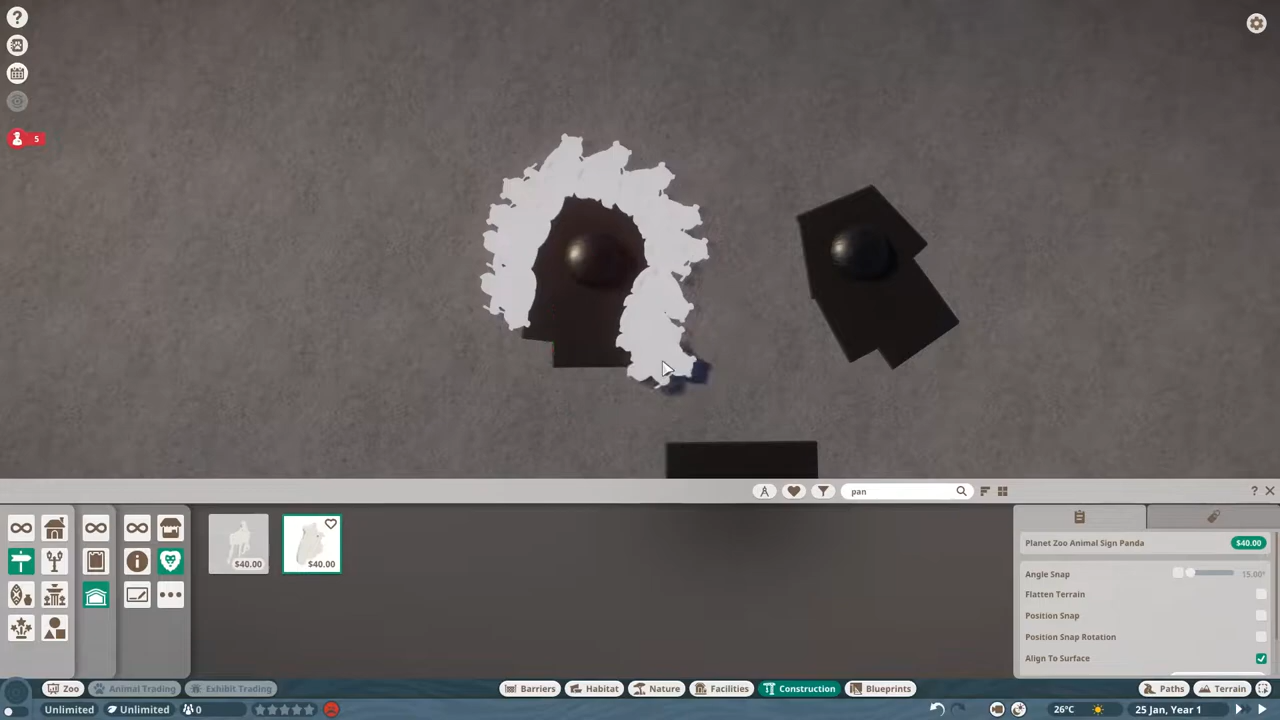 ?
5
pan
?
$40.00
$40.00
Planet Zoo Animal Sign Panda
$40.00
Angle Snap
15.00°
Flatten Terrain
Position Snap
Position Snap Rotation
Align To Surface
Zoo
Animal Trading
Exhibit Trading
Barriers
Habitat
Nature
Facilities
Construction
Blueprints
Paths
Terrain
Unlimited
Unlimited
0
26°C
25 Jan, Year 1